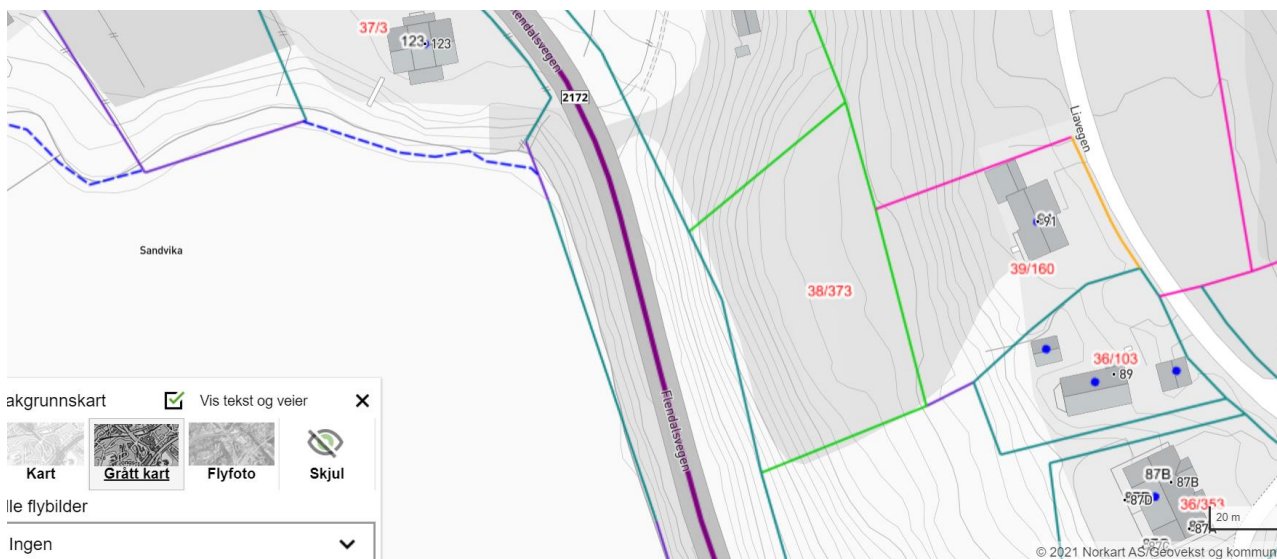 37/3
123
123
Flendalsvegen
2172
Liavegen
91
Sandvika
39/160
38/373
36/103
89
akgrunnskart
Vis tekst og veier
Flendalsvegen
Kart
Grått kart
Flyfoto
Skjul
lle flybilder
Ingen
87B
87B
87D
36/353
20 m
© 2021 Norkart AS/Geovekst og kommun